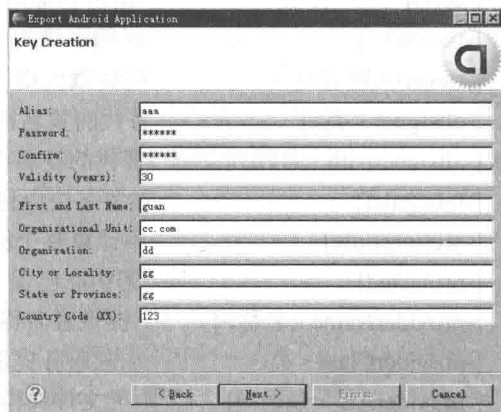 Export Android Application
Key Creation
Alias: aaa
Password: ******
Confirm: ******
Validity (years): 30
First and Last Name: guan
Organizational Unit: cc.com
Organization: dd
City or Locality: gg
State or Province: gg
Country Code (XX): 123
?
< Back Next > Finish Cancel